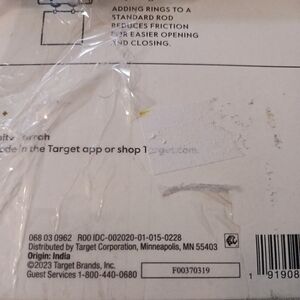 ADDING RINGS TO A
STANDARD ROD
REDUCES FRICTION
FOR EASIER OPENING
AND CLOSING.
in the Target app or shop Target.com
068 03 0962 R00 IDC-002020-01-015-0228
Distributed by Target Corporation, Minneapolis, MN 55403
Origin: India
©2023 Target Brands, Inc.
Guest Services 1-800-440-0680
F00370319
1 91908